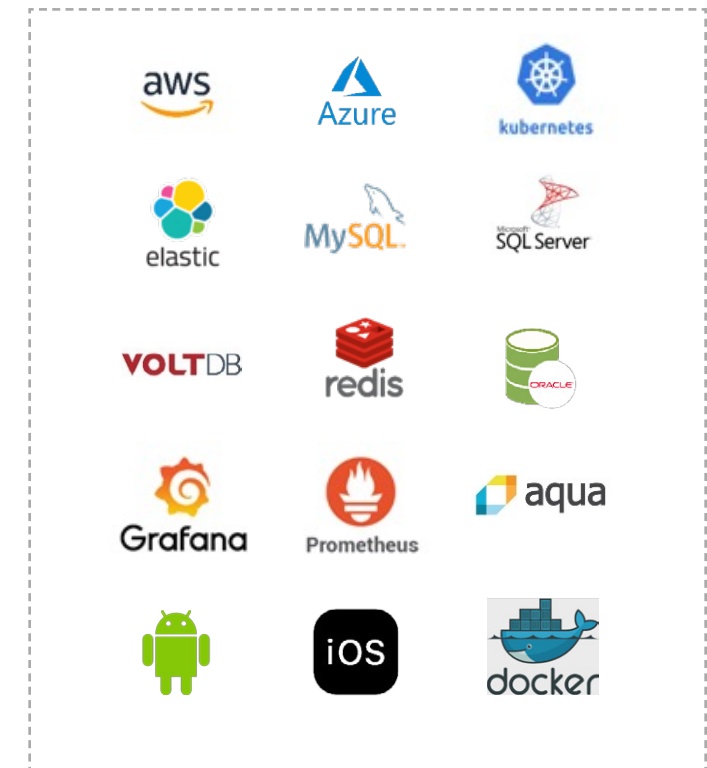 aws
Azure
kubernetes
elastic
MySQL
Microsoft
SQL Server
VOLTDB
redis
ORACLE
Grafana
Prometheus
aqua
iOS
docker